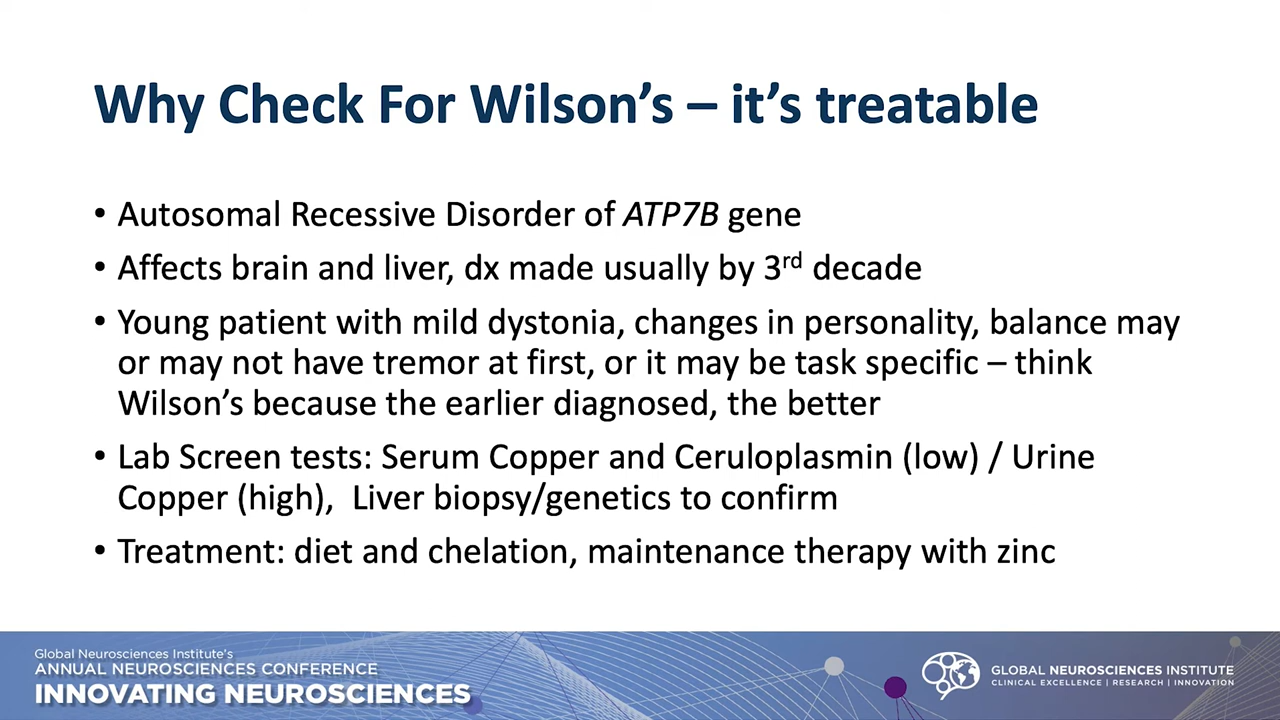 Why Check For Wilson’s – it’s treatable
• Autosomal Recessive Disorder of ATP7B gene
• Affects brain and liver, dx made usually by 3rd decade
• Young patient with mild dystonia, changes in personality, balance may
or may not have tremor at first, or it may be task specific – think
Wilson’s because the earlier diagnosed, the better
• Lab Screen tests: Serum Copper and Ceruloplasmin (low) / Urine
Copper (high),  Liver biopsy/genetics to confirm
• Treatment: diet and chelation, maintenance therapy with zinc
Global Neurosciences Institute's
ANNUAL NEUROSCIENCES CONFERENCE
INNOVATING NEUROSCIENCES
GLOBAL NEUROSCIENCES INSTITUTE
CLINICAL EXCELLENCE | RESEARCH | INNOVATION